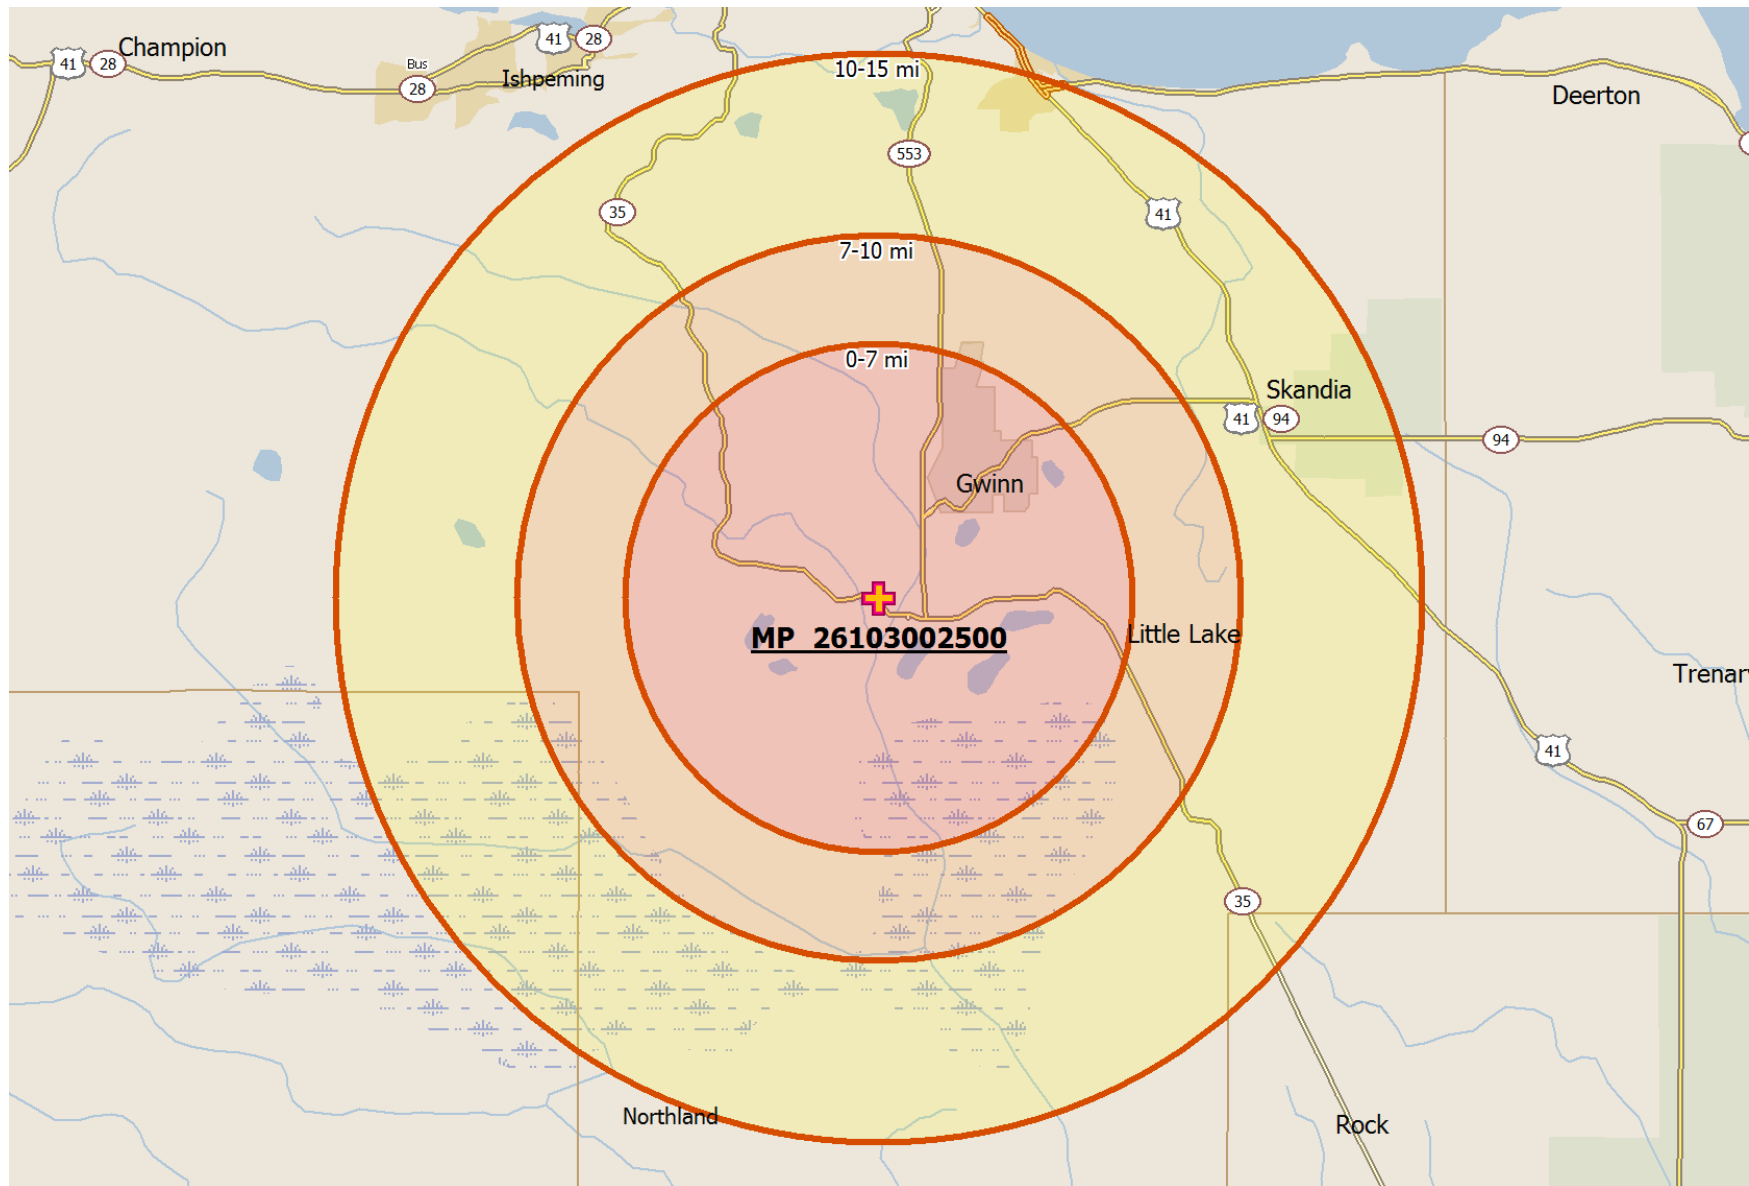 41
28
Champion
Bus
28
41
28
Ishpeming
10-15 mi
Deerton
553
35
41
7-10 mi
0-7 mi
Skandia
41
94
94
Gwinn
MP 26103002500
Little Lake
Trenar
41
67
35
Northland
Rock